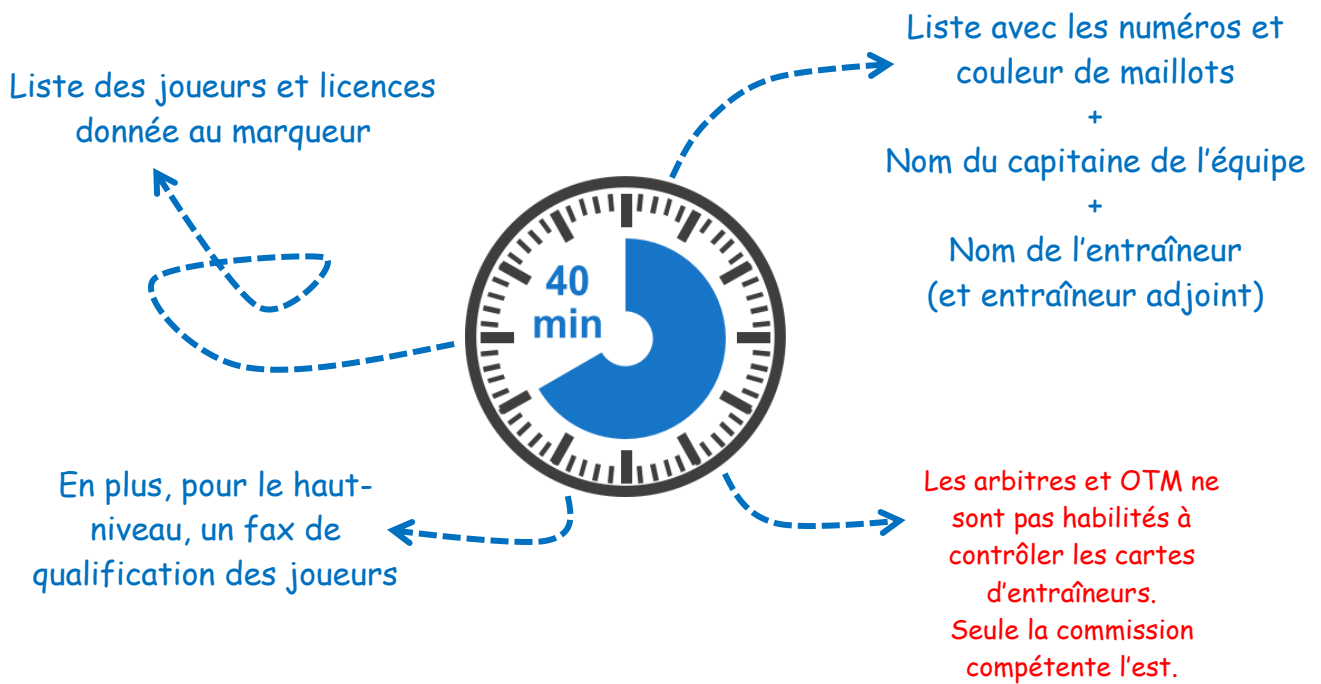 Liste des joueurs et licences
donnée au marqueur
Liste avec les numéros et
couleur de maillots
+
Nom du capitaine de l'équipe
+
Nom de l'entraîneur
(et entraîneur adjoint)
40
min
En plus, pour le haut-
niveau, un fax de
qualification des joueurs
Les arbitres et OTM ne
sont pas habilités à
contrôler les cartes
d'entraîneurs.
Seule la commission
compétente l'est.